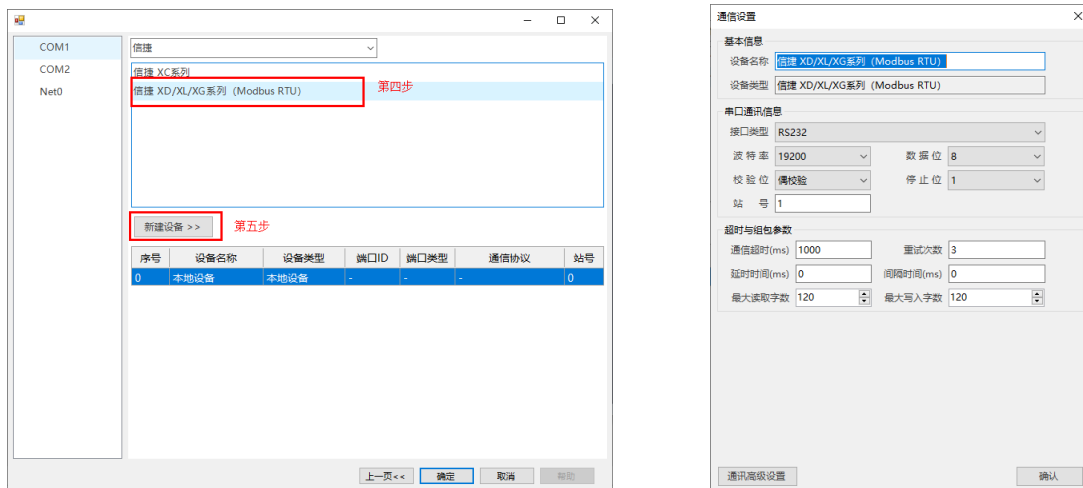 COM1
COM2
Net0
信捷
信捷 XC系列
信捷 XD/XL/XG系列（Modbus RTU）
第四步
新建设备 >>
第五步
序号 设备名称 设备类型 端口ID 端口类型 通信协议 站号
0 本地设备 本地设备 - - - 0
上一页<< 确定 取消 帮助
通信设置
基本信息
设备名称 信捷 XD/XL/XG系列（Modbus RTU）
设备类型 信捷 XD/XL/XG系列（Modbus RTU）
串口通讯信息
接口类型 RS232
波特率 19200 数据位 8
校验位 偶校验 停止位 1
站 号 1
超时与组包参数
通信超时(ms) 1000 重试次数 3
延时时间(ms) 0 间隔时间(ms) 0
最大读取字数 120 最大写入字数 120
通讯高级设置 确认